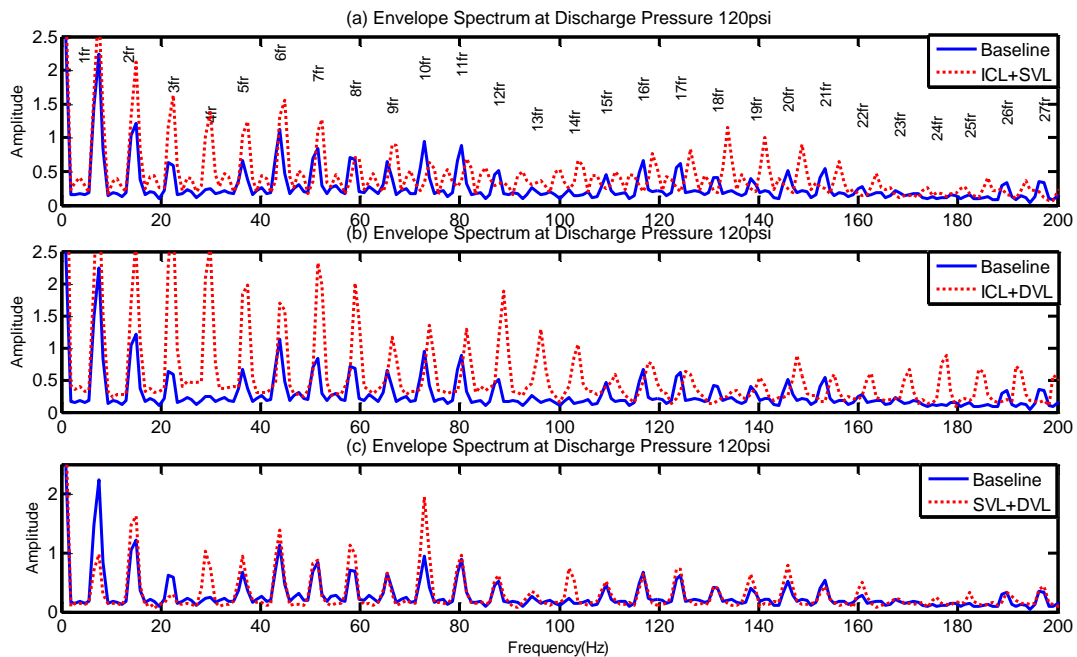 (a) Envelope Spectrum at Discharge Pressure 120psi
2.5
2
1.5
1
0.5
0
Amplitude
1fr
2fr
3fr
4fr
5fr
6fr
7fr
8fr
9fr
10fr
11fr
12fr
13fr
14fr
15fr
16fr
17fr
18fr
19fr
20fr
21fr
22fr
23fr
24fr
25fr
26fr
27fr
Baseline
ICL+SVL
0 20 40 60 80 100 120 140 160 180 200
(b) Envelope Spectrum at Discharge Pressure 120psi
2.5
2
1.5
1
0.5
0
Amplitude
Baseline
ICL+DVL
0 20 40 60 80 100 120 140 160 180 200
(c) Envelope Spectrum at Discharge Pressure 120psi
2
1
0
Amplitude
Baseline
SVL+DVL
0 20 40 60 80 100 120 140 160 180 200
Frequency(Hz)